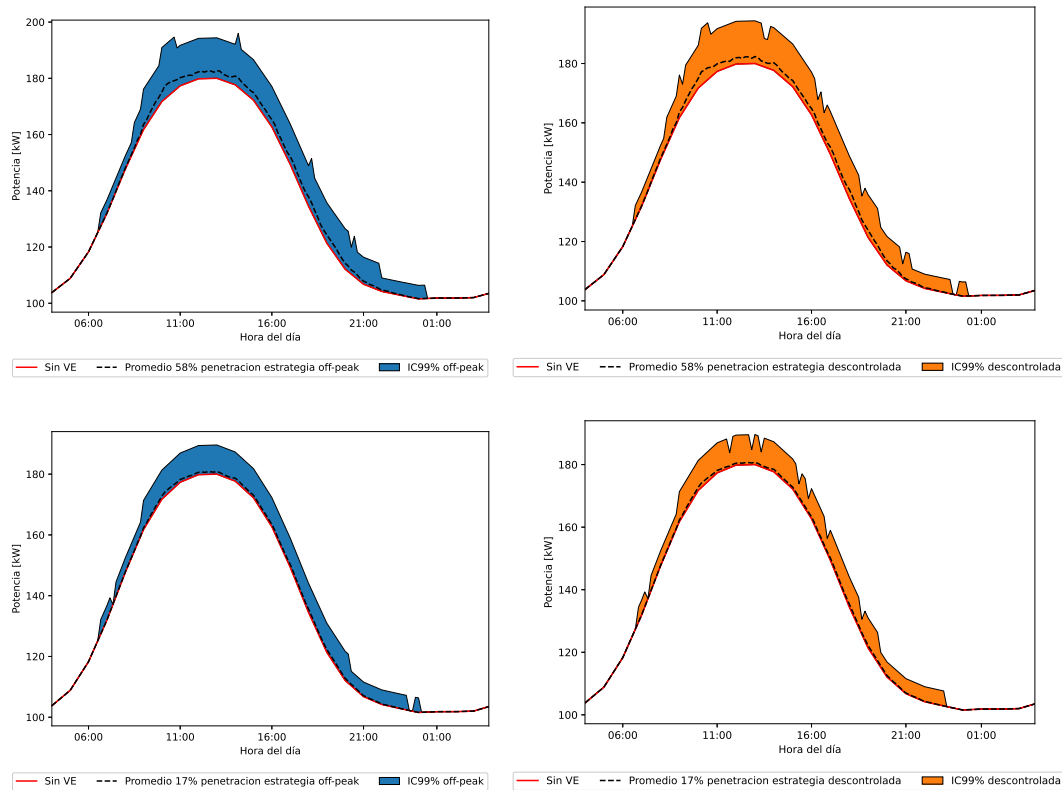 200
180
160
140
120
100
Potencia [kW]
06:00 11:00 16:00 21:00 01:00
Hora del día
Sin VE Promedio 58% penetracion estrategia off-peak IC99% off-peak
180
160
140
120
100
Potencia [kW]
06:00 11:00 16:00 21:00 01:00
Hora del día
Sin VE Promedio 58% penetracion estrategia descontrolada IC99% descontrolada
180
160
140
120
100
Potencia [kW]
06:00 11:00 16:00 21:00 01:00
Hora del día
Sin VE Promedio 17% penetracion estrategia off-peak IC99% off-peak
180
160
140
120
100
Potencia [kW]
06:00 11:00 16:00 21:00 01:00
Hora del día
Sin VE Promedio 17% penetracion estrategia descontrolada IC99% descontrolada